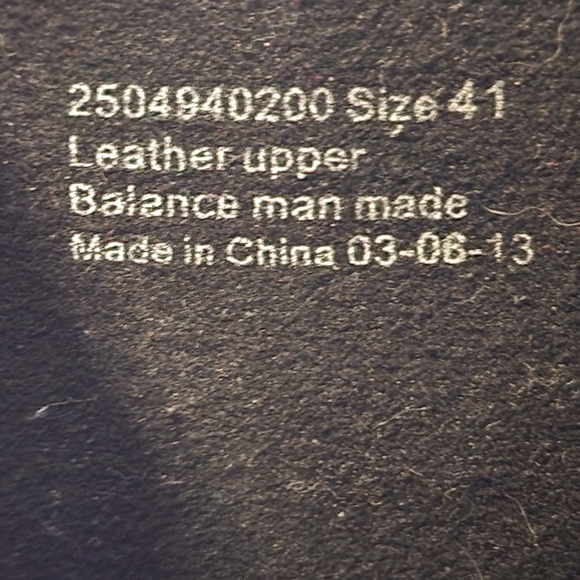 2504940200 Size 41
Leather upper
Balance man made
Made in China 03-06-13